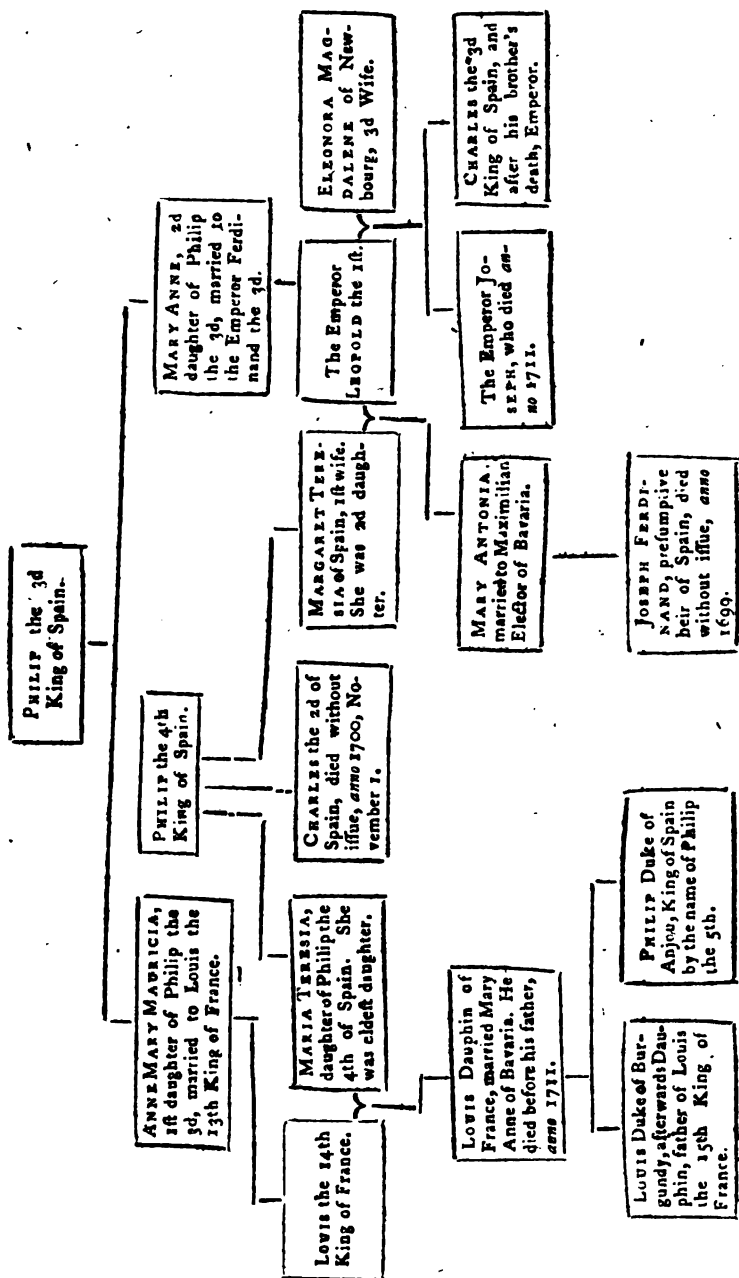 PHILIP the 3d
King of Spain.
ANNE MARY MAURICIA,
1ſt daughter of Philip the
3d, married to Louis the
13th King of France.
PHILIP the 4th
King of Spain.
MARY ANNE, 2d
daughter of Philip
the 3d, married to
the Emperor Ferdi-
nand the 3d.
LOUIS the 14th
King of France.
MARIA TERESIA,
daughter of Philip the
4th of Spain. She
was eldeſt daughter.
CHARLES the 2d of
Spain, died without
iſſue, anno 1700, No-
vember 1.
MARGARET TERE-
SIA of Spain, 1ſt wife.
She was 2d daugh-
ter.
The Emperor
LEOPOLD the 1ſt.
ELEONORA MAG-
DALENE of New-
bourg, 3d Wife.
LOUIS Dauphin of
France, married Mary
Anne of Bavaria. He
died before his father,
anno 1711.
MARY ANTONIA,
married to Maximilian
Elector of Bavaria.
The Emperor JO-
SEPH, who died an-
no 1711.
CHARLES the 3d
King of Spain, and
after his brother's
death, Emperor.
LOUIS Duke of Bur-
gundy, afterwards Dau-
phin, father of Louis
the 15th King of
France.
PHILIP Duke of
Anjou, King of Spain
by the name of Philip
the 5th.
JOSEPH FERDI-
NAND, preſumptive
heir of Spain, died
without iſſue, anno
1699.